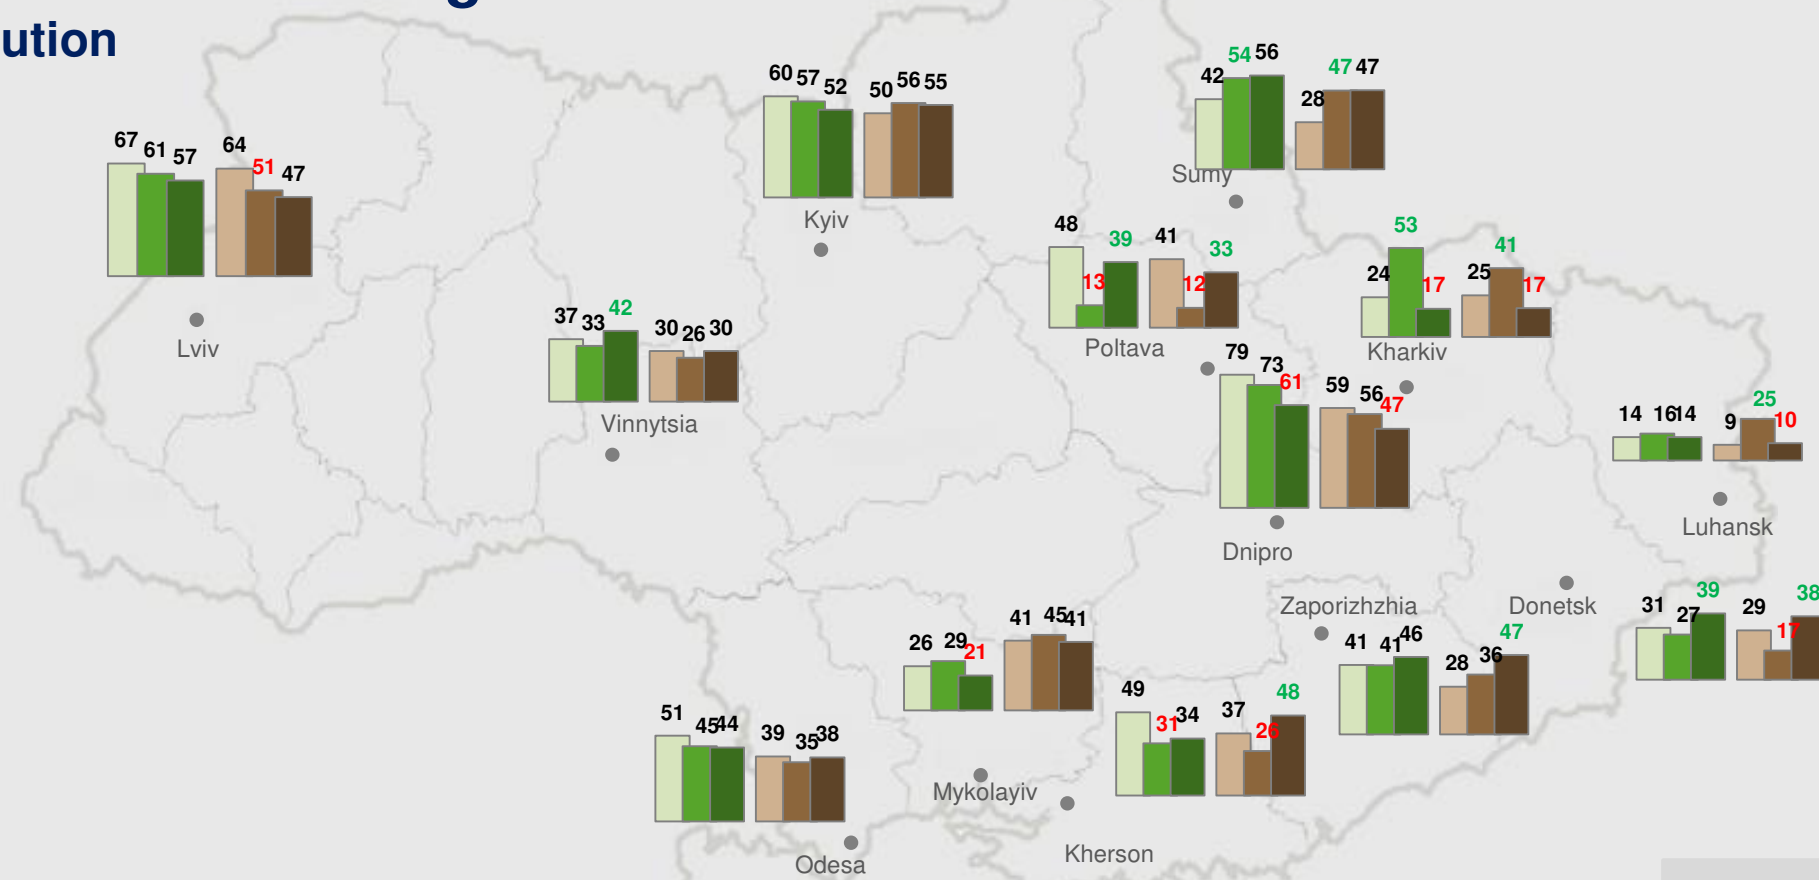 g
ution
67 61 57 64 51 47
Lviv
37 33 42 30 26 30
Vinnytsia
60 57 52 50 56 55
Kyiv
42 54 56 28 47 47
Sumy
48 13 39 41 12 33
Poltava
24 53 17 25 41 17
Kharkiv
79 73 61 59 56 47
Dnipro
14 16 14 9 25 10
Luhansk
Donetsk
31 27 39 29 17 38
Zaporizhzhia
41 41 46 28 36 47
26 29 21 41 45 41
Mykolayiv
49 31 34 37 26 48
Kherson
51 45 44 39 35 38
Odesa